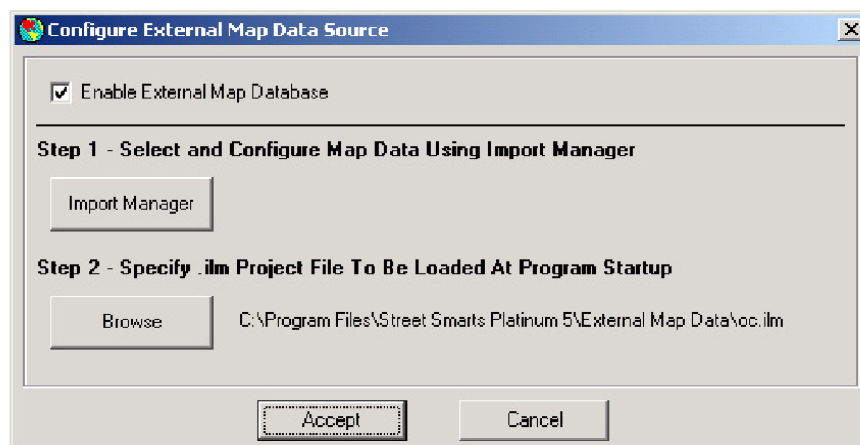 Configure External Map Data Source
Enable External Map Database
Step 1 - Select and Configure Map Data Using Import Manager
Import Manager
Step 2 - Specify .ilm Project File To Be Loaded At Program Startup
Browse
C:\Program Files\Street Smarts Platinum 5\External Map Data\oc.ilm
Accept
Cancel